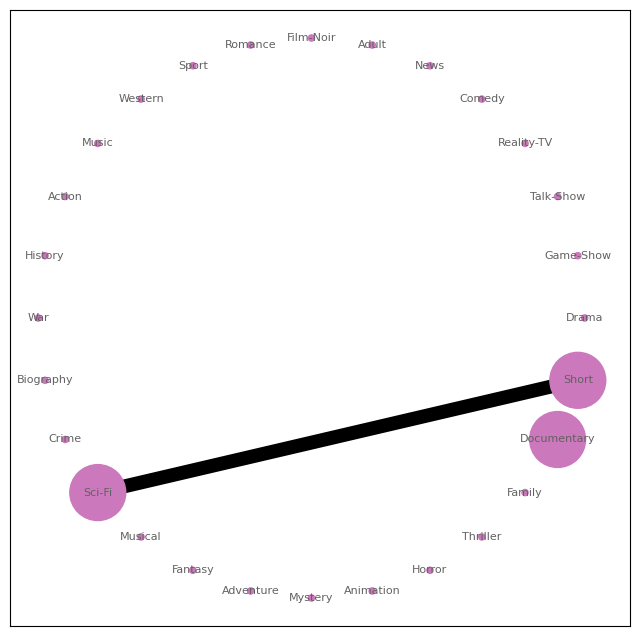 Film-Noir
Romance
Adult
Sport
News
Western
Comedy
Music
Reality-TV
Action
Talk-Show
History
Game-Show
War
Drama
Biography
Short
Crime
Documentary
Sci-Fi
Family
Musical
Thriller
Fantasy
Horror
Adventure
Animation
Mystery